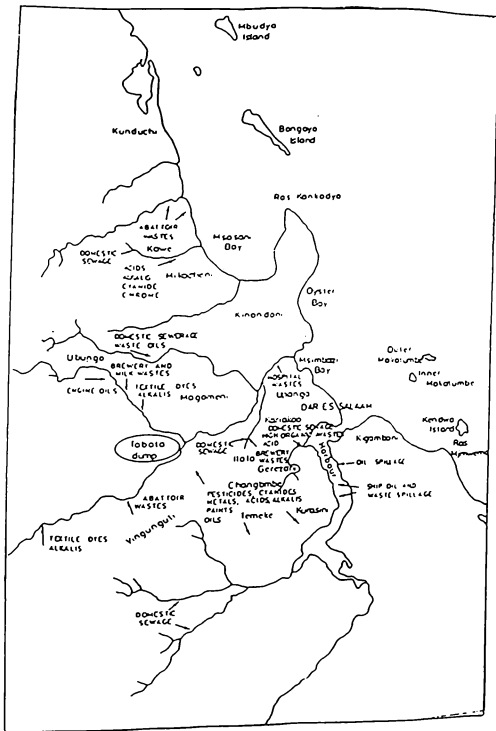 Mbudya
Island
Kunduchi
Bongoyo
Island
Ras Kankadya
ABATTOIR
WASTES
Msasani
Bay
DOMESTIC
SEWAGE
Kawe
ACIDS
CYANIDE
CHROME
Mikocheni
Oyster
Bay
Kinondoni
DOMESTIC SEWERAGE
WASTE OILS
Ubungo
BREWERY AND
MILK WASTES
ENGINE OILS
TEXTILE DYES
ALKALIS
Magomeni
Msimbazi
Bay
Outer
Makatumbe
Inner
Makatumbe
HOSPITAL
WASTES
Upanga
DAR ES SALAAM
Kendwa
Island
Ras
Kariakoo
DOMESTIC SEWAGE
HIGH ORGANIC WASTES
ACID
Kigamboni
Tabata
dump
DOMESTIC
SEWAGE
Ilala
BREWERY
WASTES
Gerezani
Harbour
OIL SPILLAGE
Changombe
PESTICIDES, CYANIDES
METALS, ACIDS, ALKALIS
PAINTS
OILS
Temeke
Kurasini
SHIP OIL AND
WASTE SPILLAGE
ABATTOIR
WASTES
Vingunguti
TEXTILE DYES
ALKALIS
DOMESTIC
SEWAGE